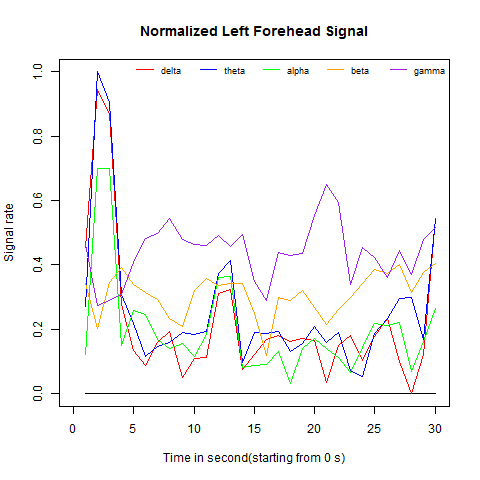 Normalized Left Forehead Signal
delta theta alpha beta gamma
1.0
0.8
0.6
0.4
0.2
0.0
Signal rate
0 5 10 15 20 25 30
Time in second(starting from 0 s)